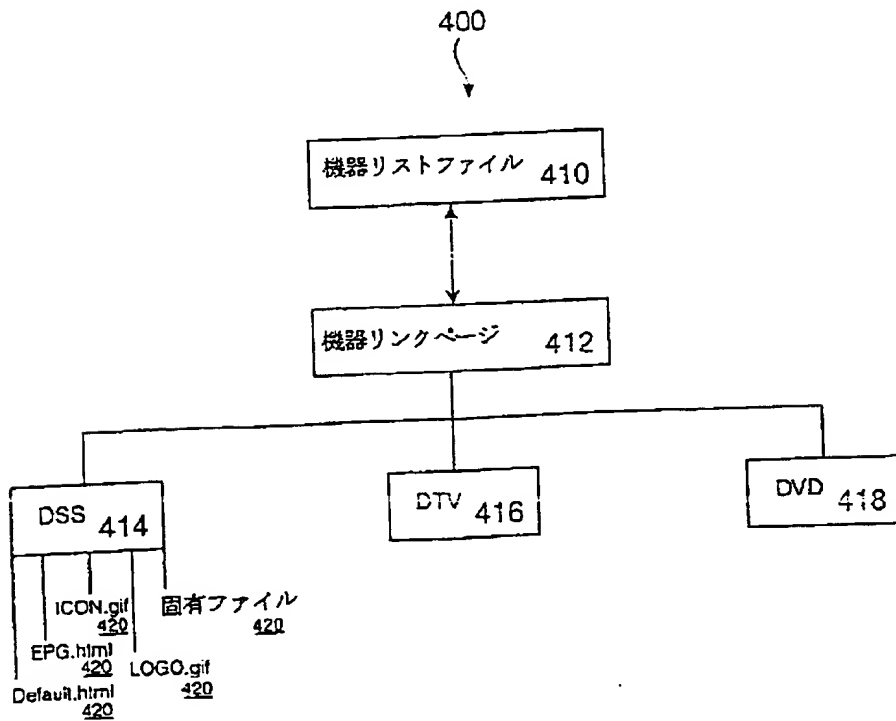 400
機器リストファイル 410
機器リンクページ 412
DSS 414
DTV 416
DVD 418
ICON.gif
420
固有ファイル
420
EPG.html
420
LOGO.gif
420
Default.html
420